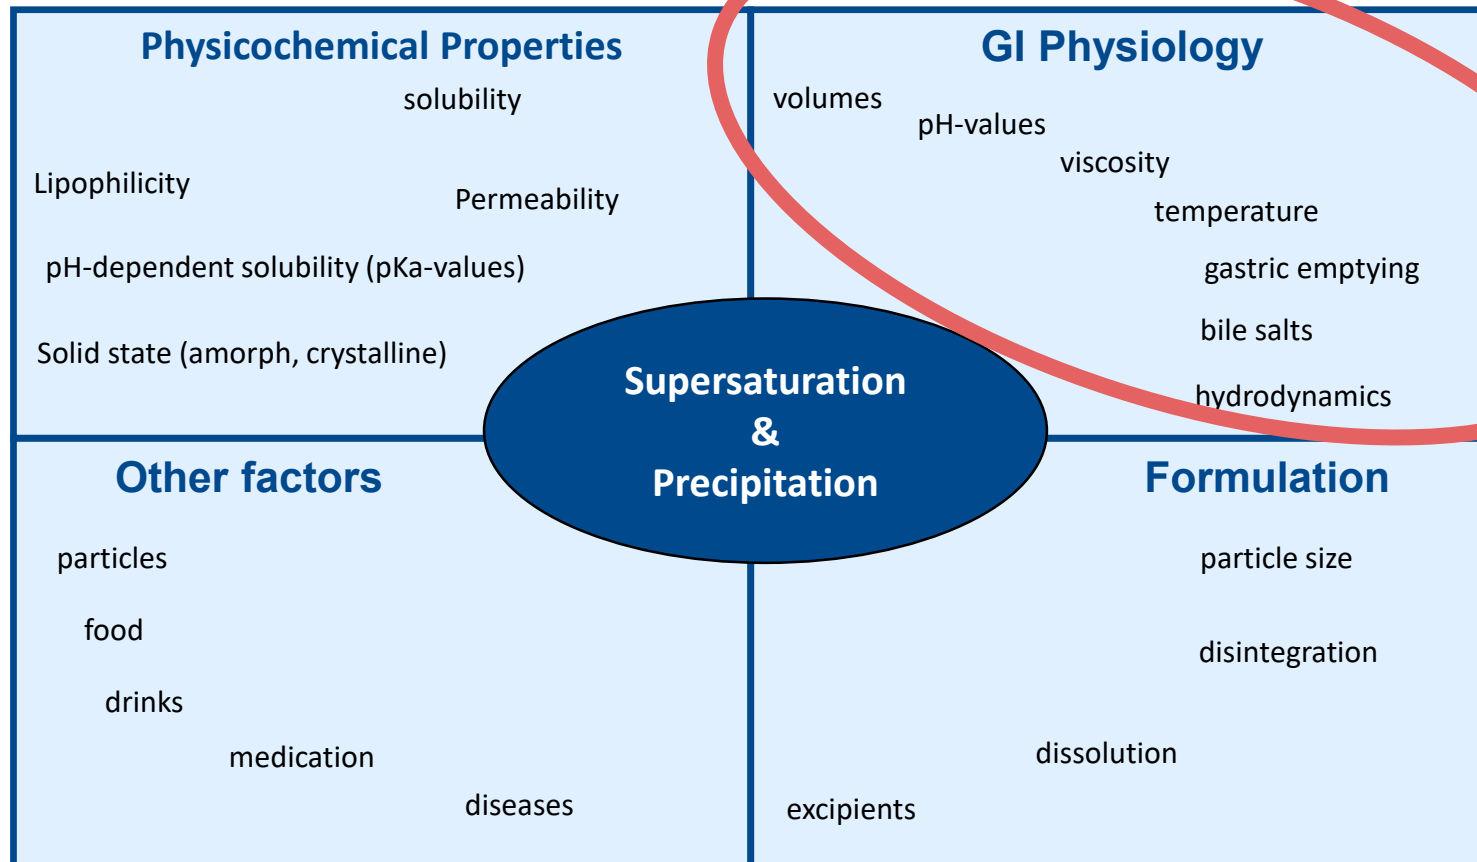 Physicochemical Properties
solubility
Lipophilicity
Permeability
pH-dependent solubility (pKa-values)
Solid state (amorph, crystalline)
GI Physiology
volumes
pH-values
viscosity
temperature
gastric emptying
bile salts
hydrodynamics
Supersaturation
&
Precipitation
Other factors
particles
food
drinks
medication
diseases
Formulation
particle size
disintegration
dissolution
excipients